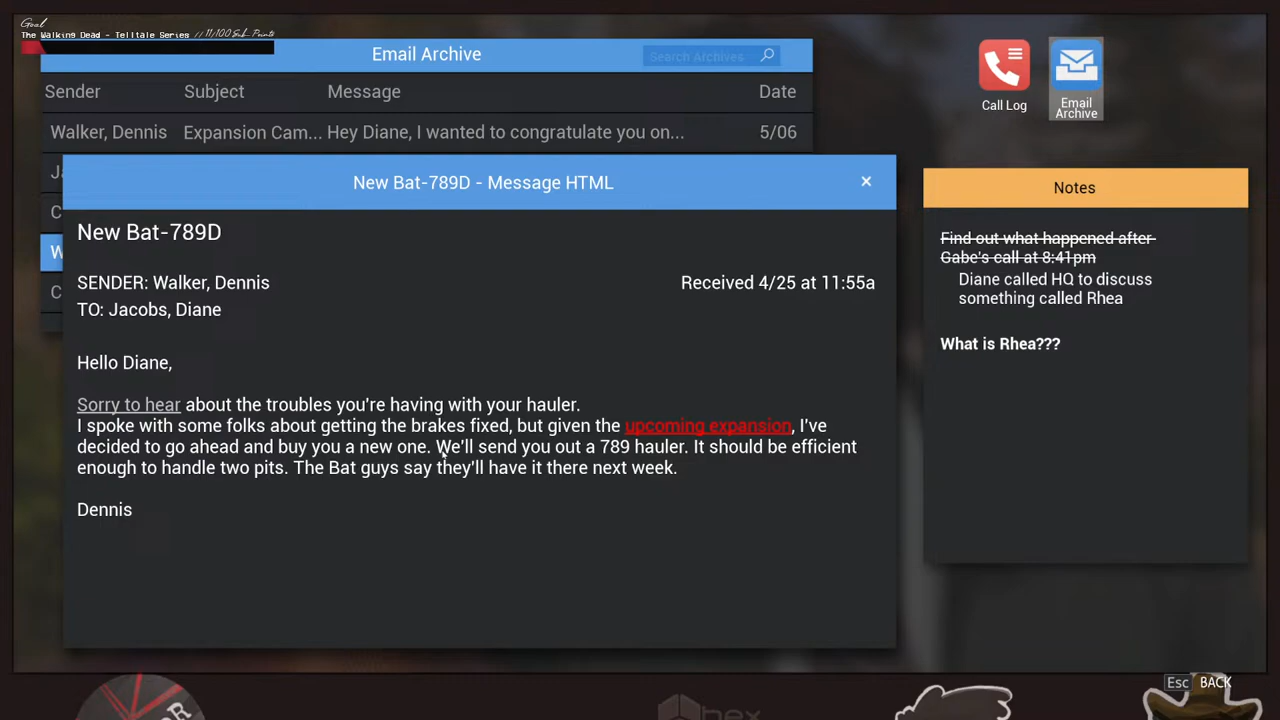 Goal
The Walking Dead - Telltale Series // 11/100 Sub Points
Email Archive
Search Archives
Sender Subject Message Date
Walker, Dennis Expansion Cam... Hey Diane, I wanted to congratulate you on... 5/06
Call Log
Email
Archive
New Bat-789D - Message HTML
×
New Bat-789D
SENDER: Walker, Dennis Received 4/25 at 11:55a
TO: Jacobs, Diane
Hello Diane,
Sorry to hear about the troubles you're having with your hauler.
I spoke with some folks about getting the brakes fixed, but given the upcoming expansion, I've
decided to go ahead and buy you a new one. We'll send you out a 789 hauler. It should be efficient
enough to handle two pits. The Bat guys say they'll have it there next week.
Dennis
Notes
Find out what happened after
Gabe's call at 8:41pm
Diane called HQ to discuss
something called Rhea
What is Rhea???
Esc BACK